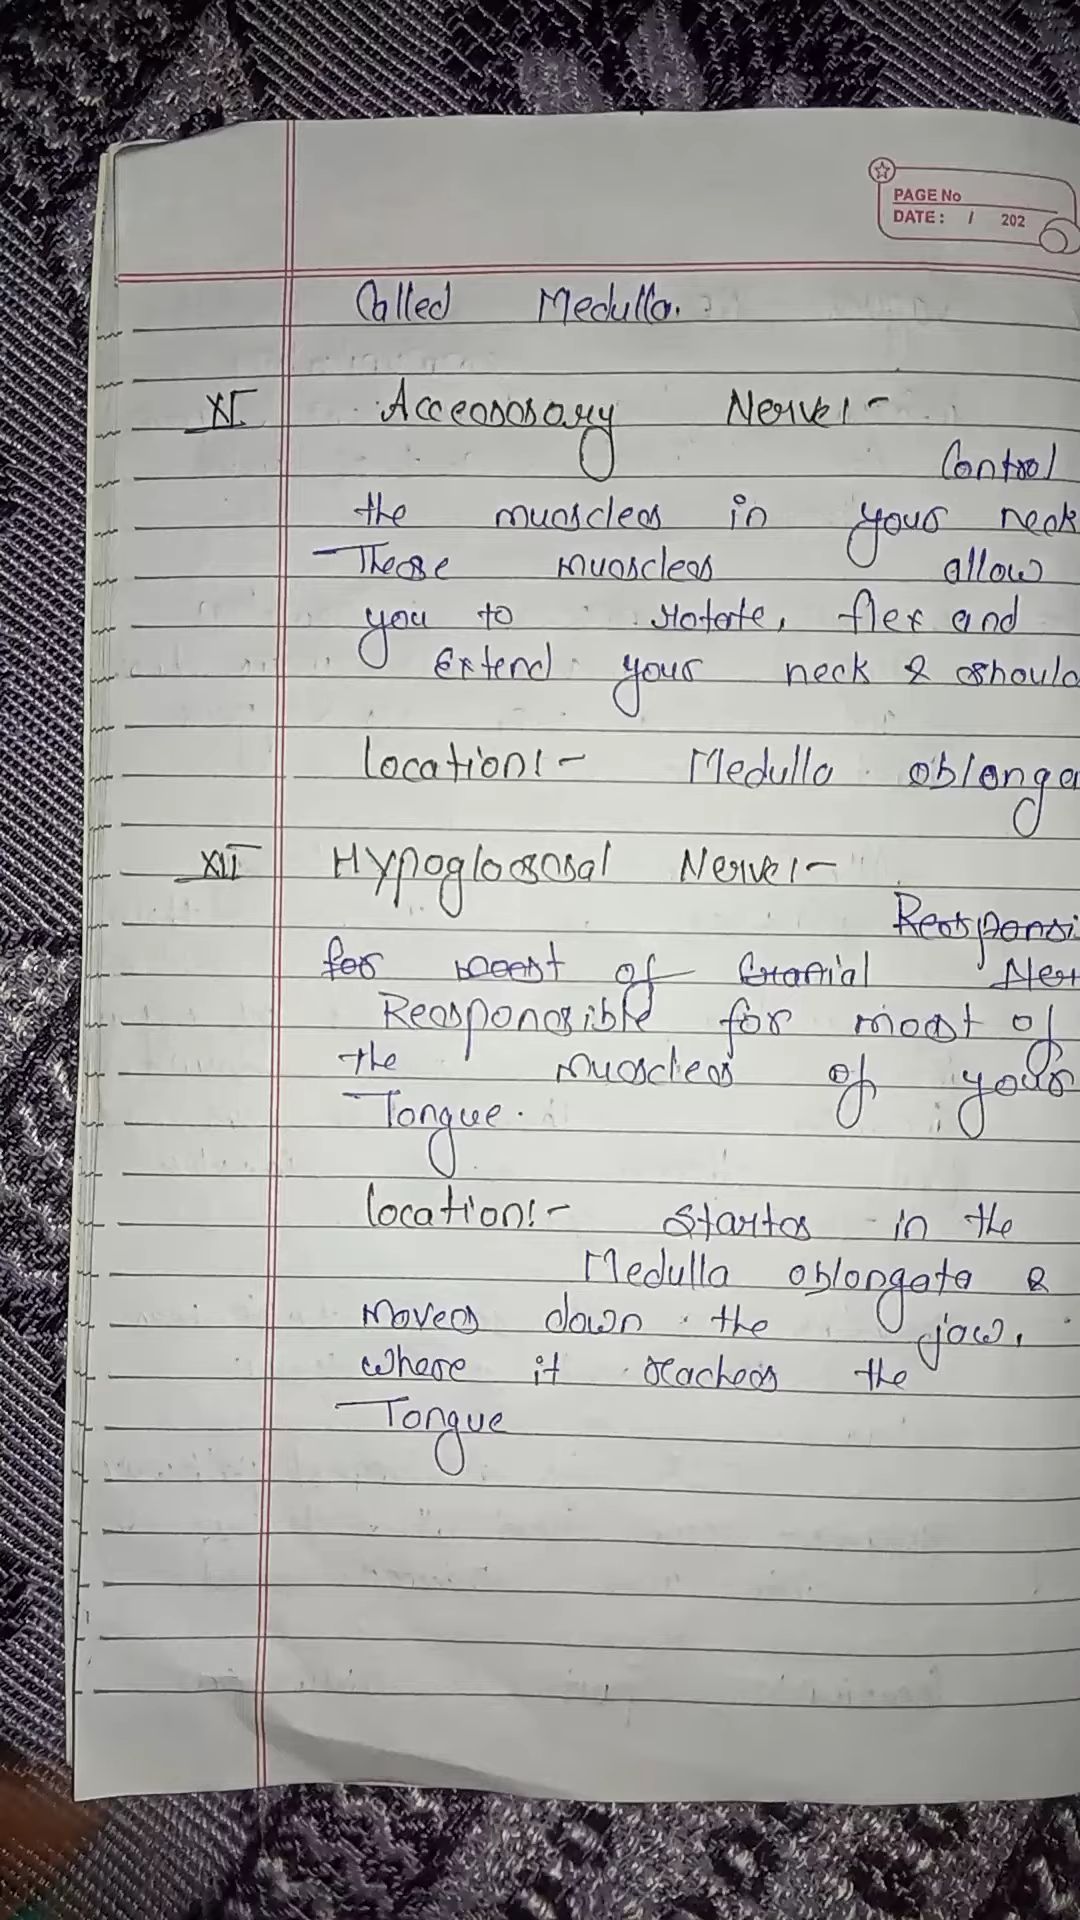 PAGE No
DATE: / 202
Called Medulla.
XI Accessory Nerve:-
Control
the muscles in your neck
These muscles allow
you to rotate, flex and
Extend your neck & should
location:- Medulla oblonga
XII Hypoglossal Nerve:-
Responsi
for most of Cranial Ner
Responsible for most of
the muscles of your
Tongue.
location:- Starts in the
Medulla oblongata &
moves down the jaw,
where it reaches the
Tongue